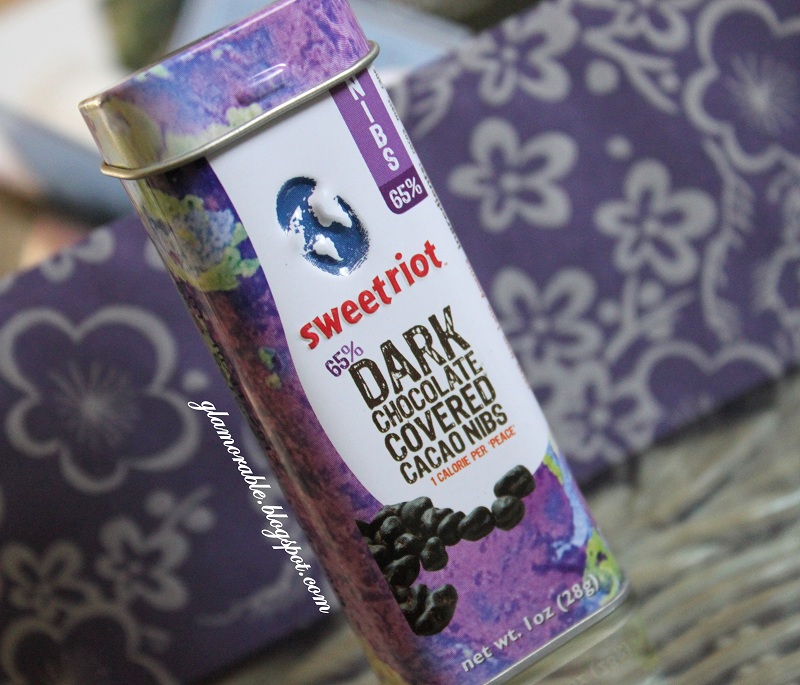 NIBS
65%
sweetriot
65%
DARK
CHOCOLATE
COVERED
CACAO NIBS
1 CALORIE PER "PEACE"
glamorable.blogspot.com
net wt. 1oz (28g)